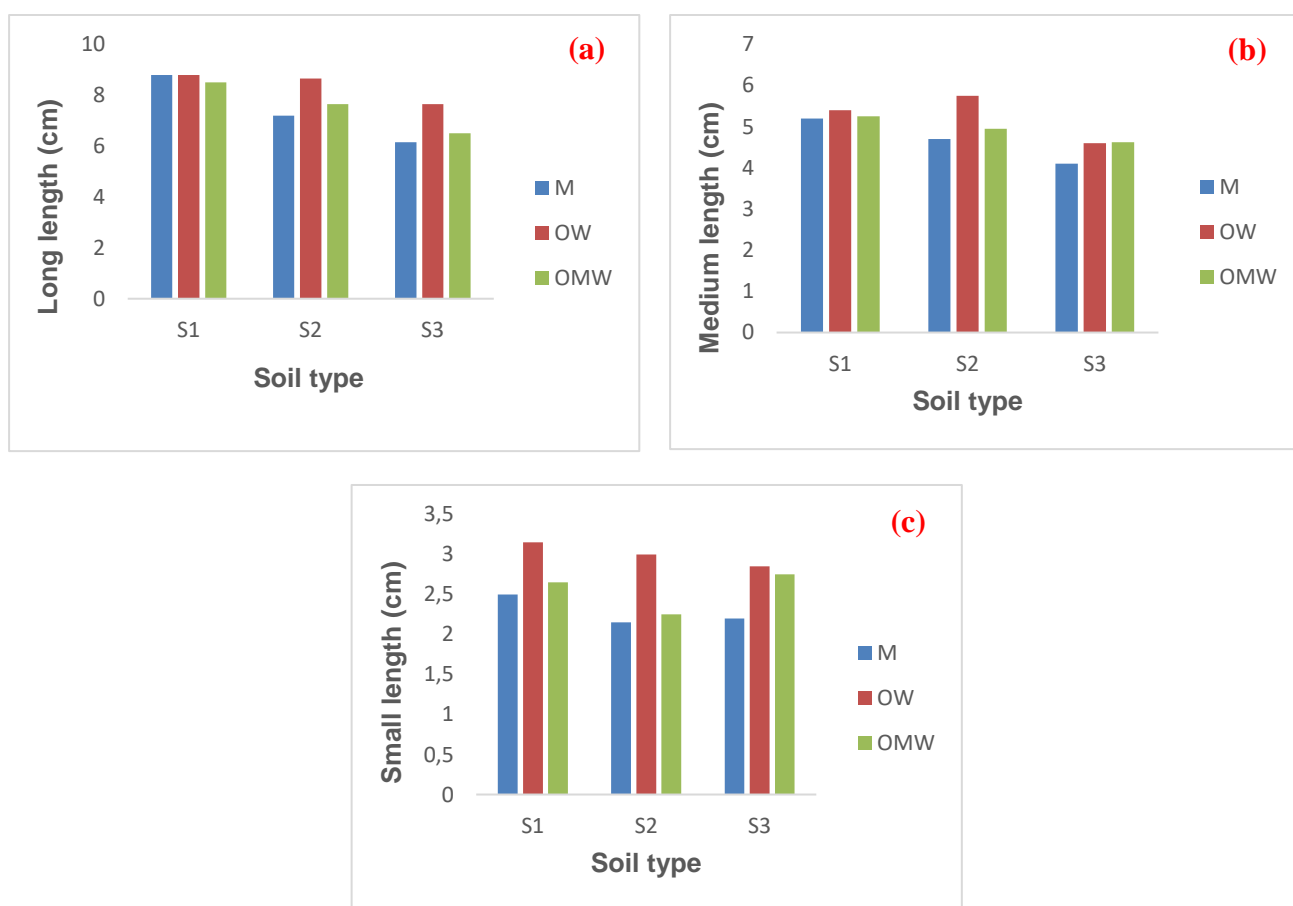 (a)
Long length (cm)
10
8
6
4
2
0
S1 S2 S3
Soil type
M
OW
OMW
(b)
Medium length (cm)
7
6
5
4
3
2
1
0
S1 S2 S3
Soil type
M
OW
OMW
(c)
Small length (cm)
3,5
3
2,5
2
1,5
1
0,5
0
S1 S2 S3
Soil type
M
OW
OMW